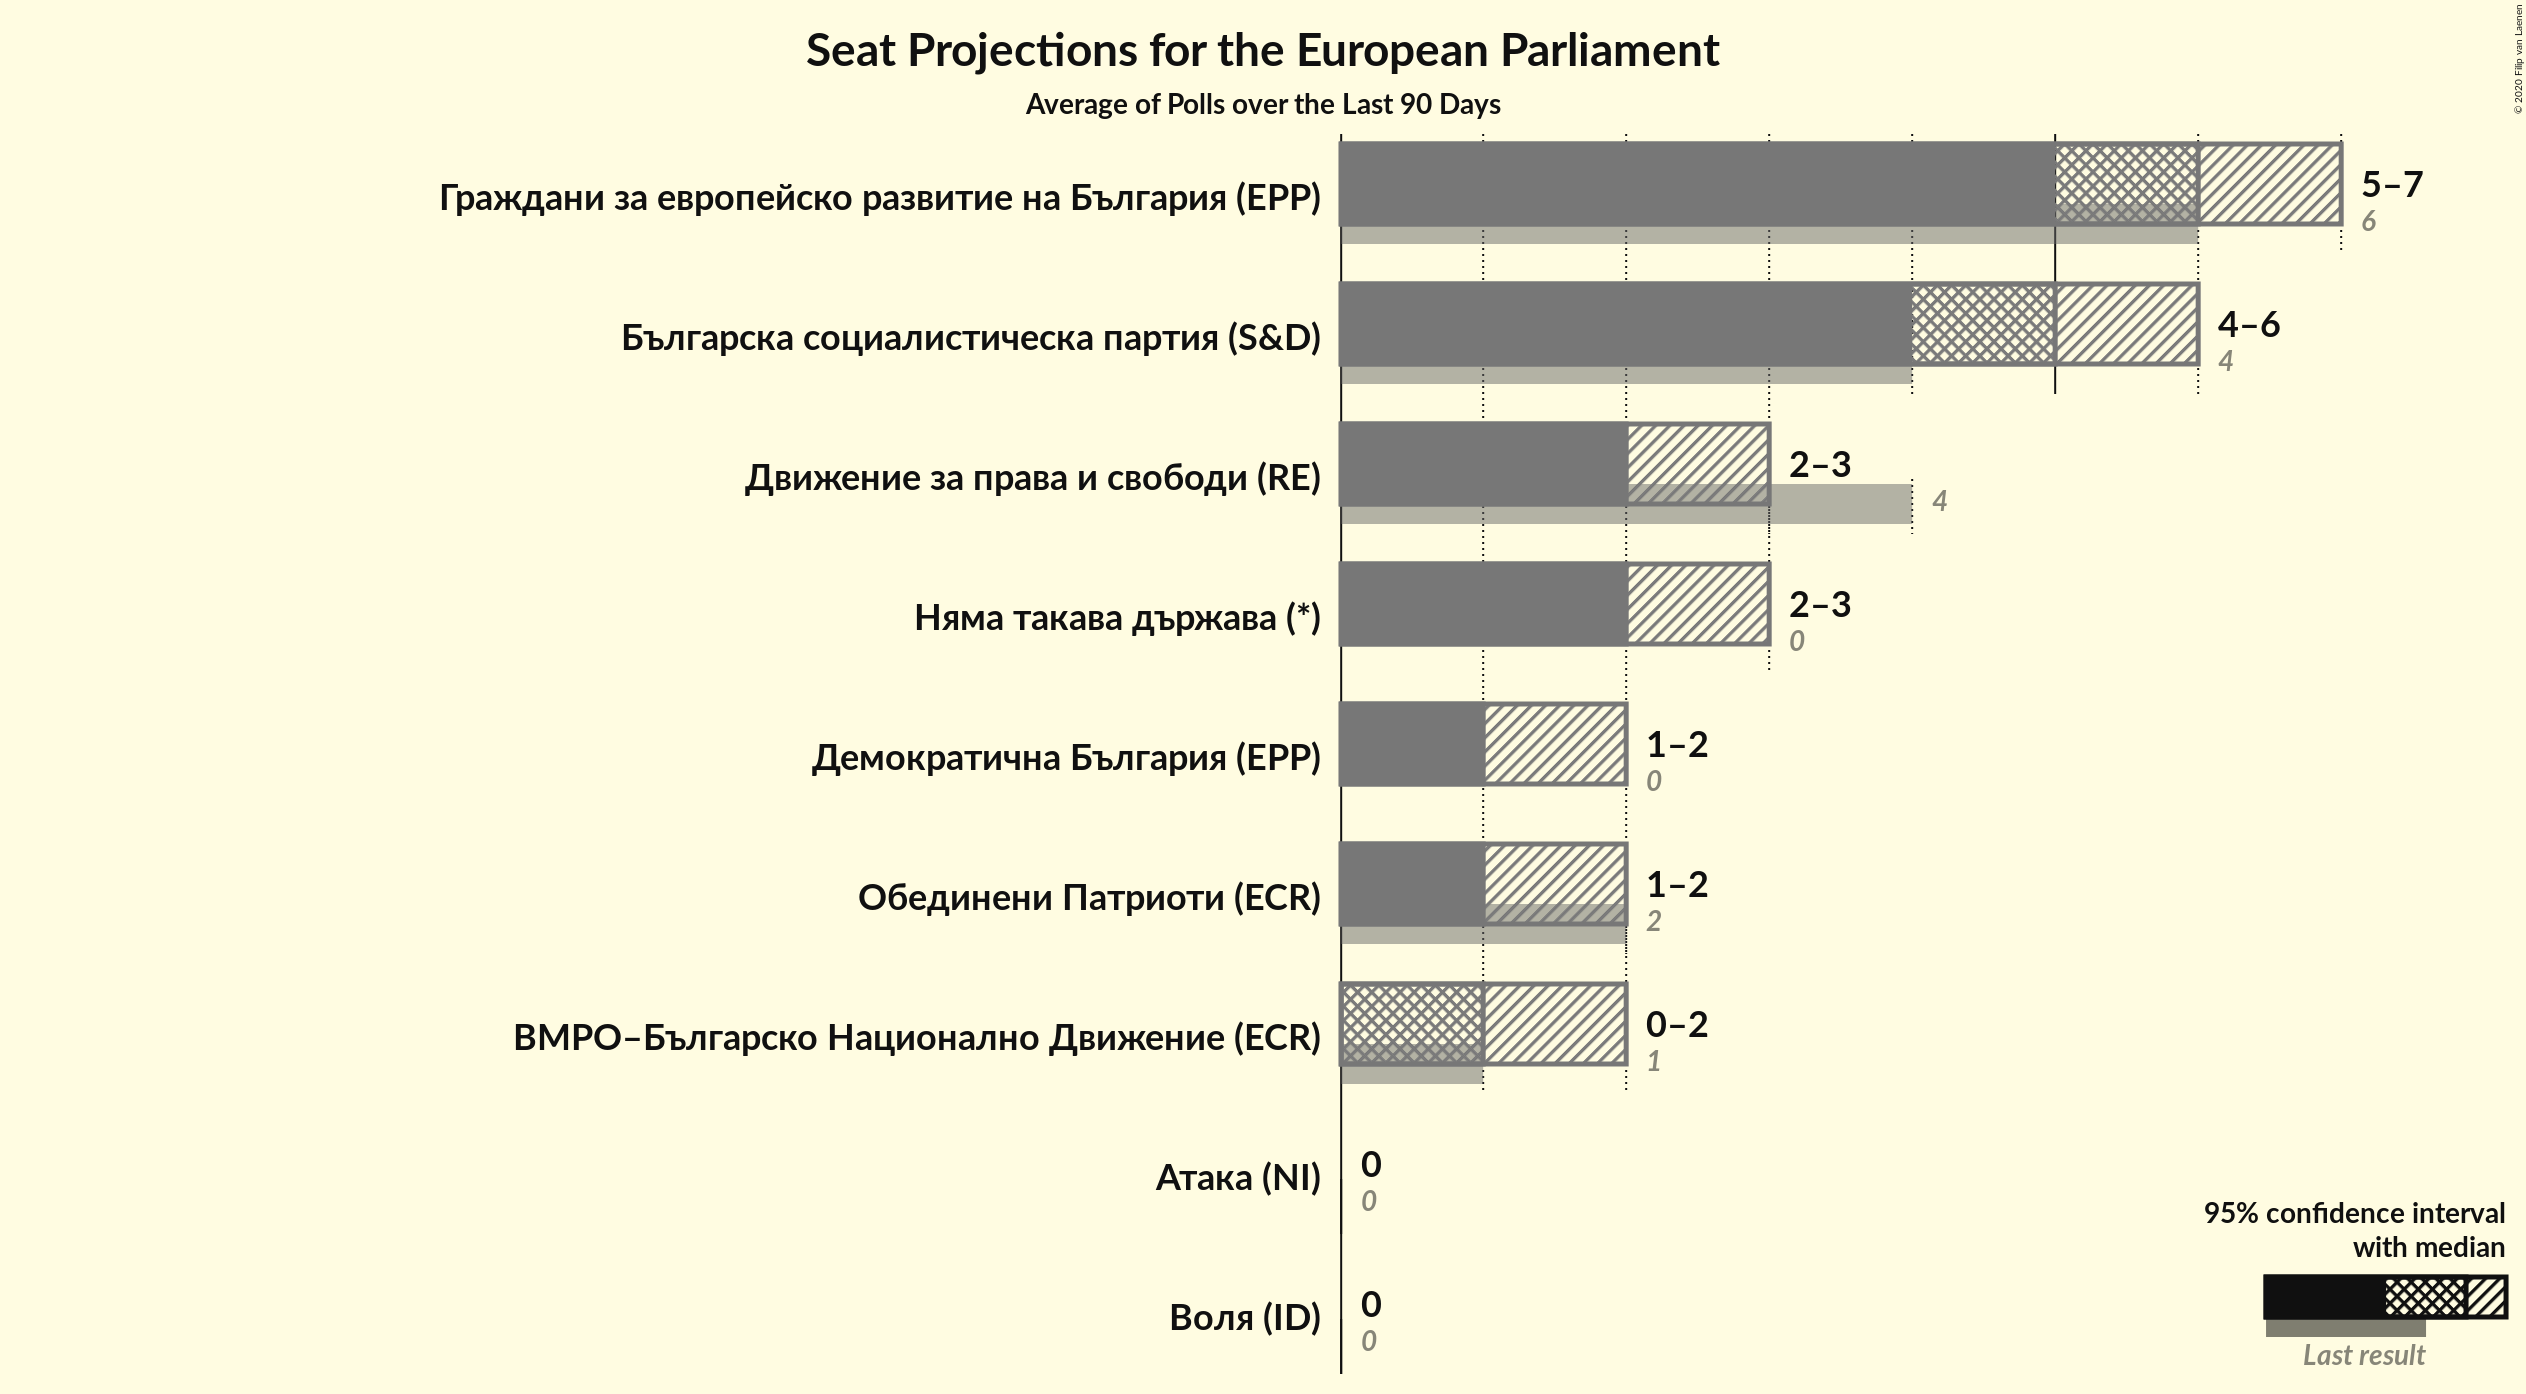 Seat Projections for the European Parliament
Average of Polls over the Last 90 Days
© 2020 Filip van Laenen
Граждани за европейско развитие на България (EPP)
5–7
6
Българска социалистическа партия (S&D)
4–6
4
Движение за права и свободи (RE)
2–3
4
Няма такава държава (*)
2–3
0
Демократична България (EPP)
1–2
0
Обединени Патриоти (ECR)
1–2
2
ВМРО–Българско Национално Движение (ECR)
0–2
1
Атака (NI)
0
0
Воля (ID)
0
0
95% confidence interval
with median
Last result